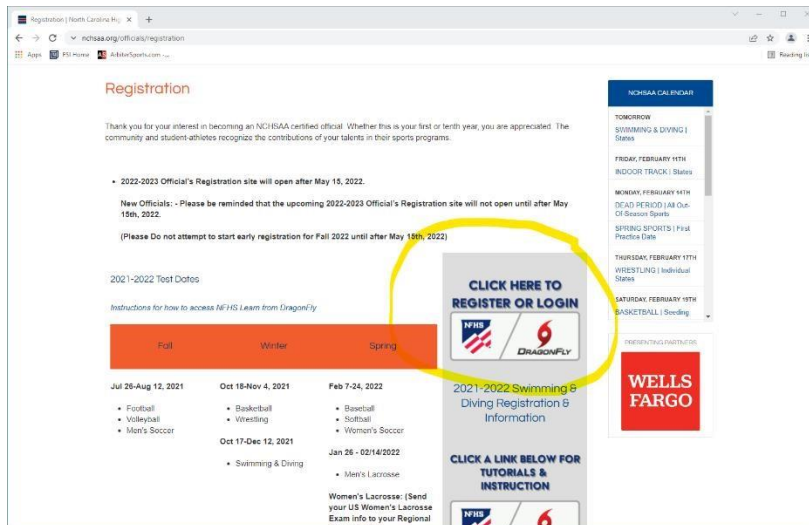 Registration | North Carolina Hig
nchsaa.org/officials/registration
Apps
FSI Home
ArbiterSports.com -...
Reading list
Registration
Thank you for your interest in becoming an NCHSAA certified official. Whether this is your first or tenth year, you are appreciated. The
community and student-athletes recognize the contributions of your talents in their sports programs.
• 2022-2023 Official's Registration site will open after May 15, 2022.
New Officials: - Please be reminded that the upcoming 2022-2023 Official's Registration site will not open until after May
15th, 2022.
(Please Do not attempt to start early registration for Fall 2022 until after May 15th, 2022)
2021-2022 Test Dates
Instructions for how to access NFHS Learn from DragonFly
Fall Winter Spring
Jul 26-Aug 12, 2021
• Football
• Volleyball
• Men's Soccer
Oct 18-Nov 4, 2021
• Basketball
• Wrestling
Oct 17-Dec 12, 2021
• Swimming & Diving
Feb 7-24, 2022
• Baseball
• Softball
• Women's Soccer
Jan 26 - 02/14/2022
• Men's Lacrosse
Women's Lacrosse: (Send
your US Women's Lacrosse
Exam info to your Regional
CLICK HERE TO
REGISTER OR LOGIN
NFHS
DRAGONFLY
2021-2022 Swimming &
Diving Registration &
Information
CLICK A LINK BELOW FOR
TUTORIALS &
INSTRUCTION
NFHS
NCHSAA CALENDAR
TOMORROW
SWIMMING & DIVING |
States
FRIDAY, FEBRUARY 11TH
INDOOR TRACK | States
MONDAY, FEBRUARY 14TH
DEAD PERIOD | All Out-
Of-Season Sports
SPRING SPORTS | First
Practice Date
THURSDAY, FEBRUARY 17TH
WRESTLING | Individual
States
SATURDAY, FEBRUARY 19TH
BASKETBALL | Seeding
PRESENTING PARTNERS
WELLS
FARGO